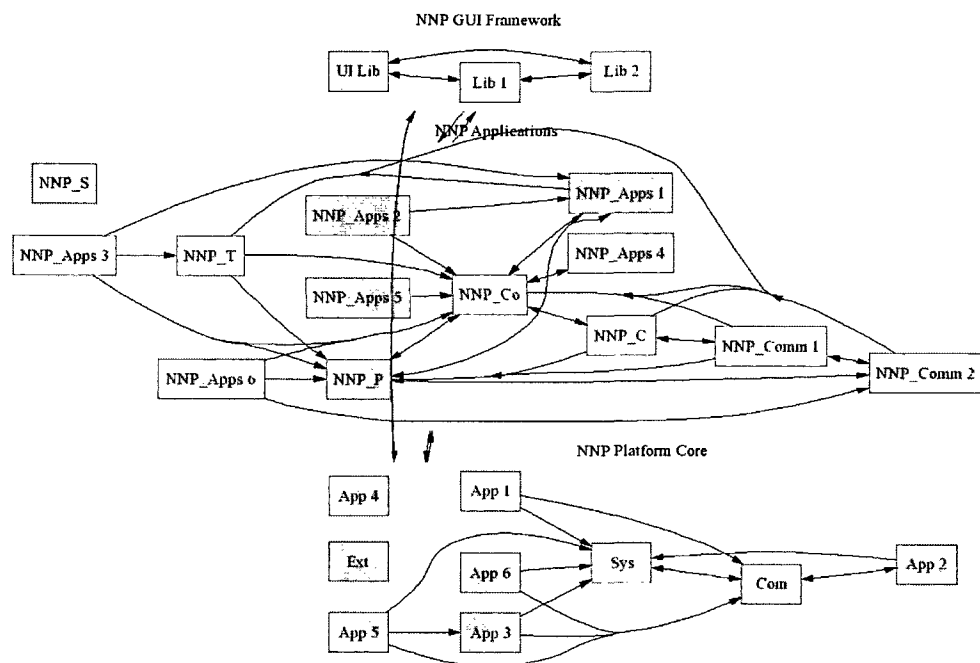 NNP GUI Framework
UI Lib
Lib 1
Lib 2
NNP Applications
NNP_S
NNP_Apps 1
NNP_Apps 2
NNP_Apps 3
NNP_T
NNP_Apps 4
NNP_Apps 5
NNP_Co
NNP_C
NNP_Comm 1
NNP_Apps 6
NNP_P
NNP_Comm 2
NNP Platform Core
App 4
App 1
Ext
App 6
Sys
Com
App 2
App 5
App 3